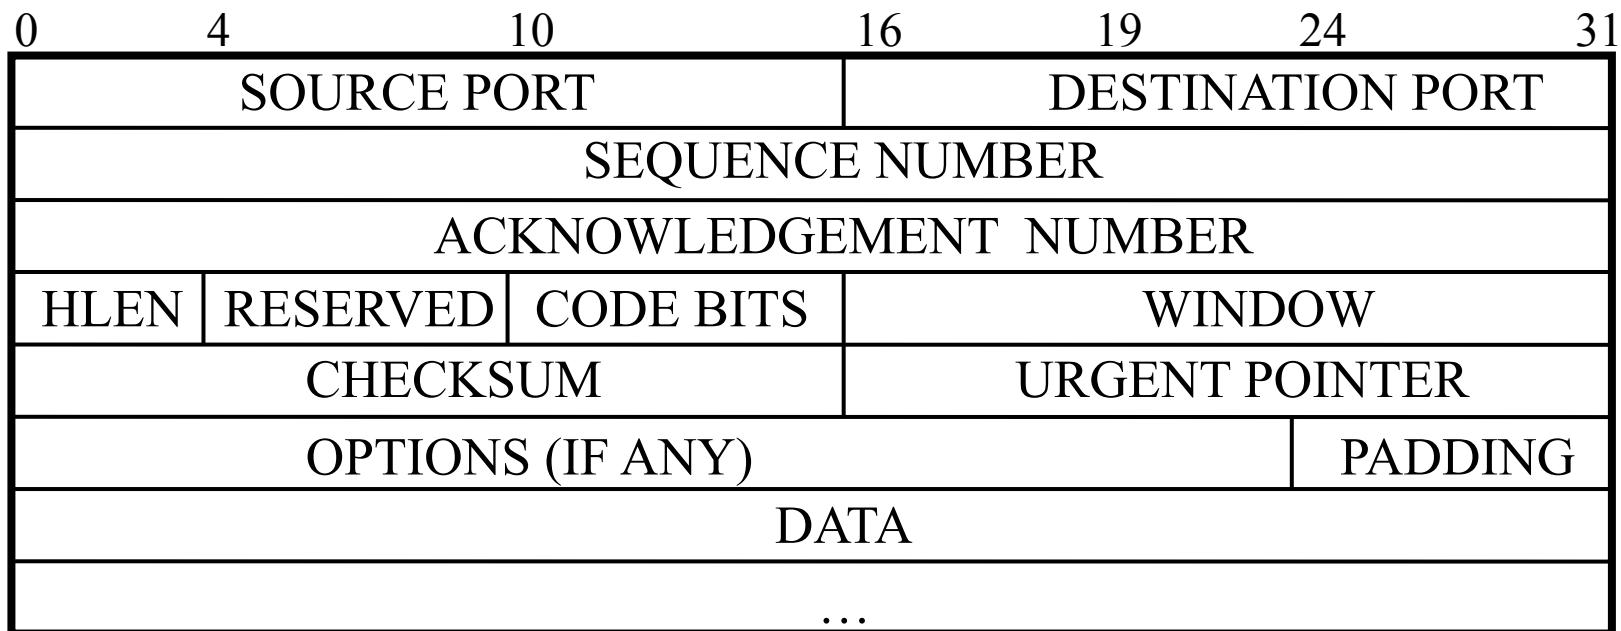 0 4 10 16 19 24 31
SOURCE PORT DESTINATION PORT
SEQUENCE NUMBER
ACKNOWLEDGEMENT NUMBER
HLEN RESERVED CODE BITS WINDOW
CHECKSUM URGENT POINTER
OPTIONS (IF ANY) PADDING
DATA
…